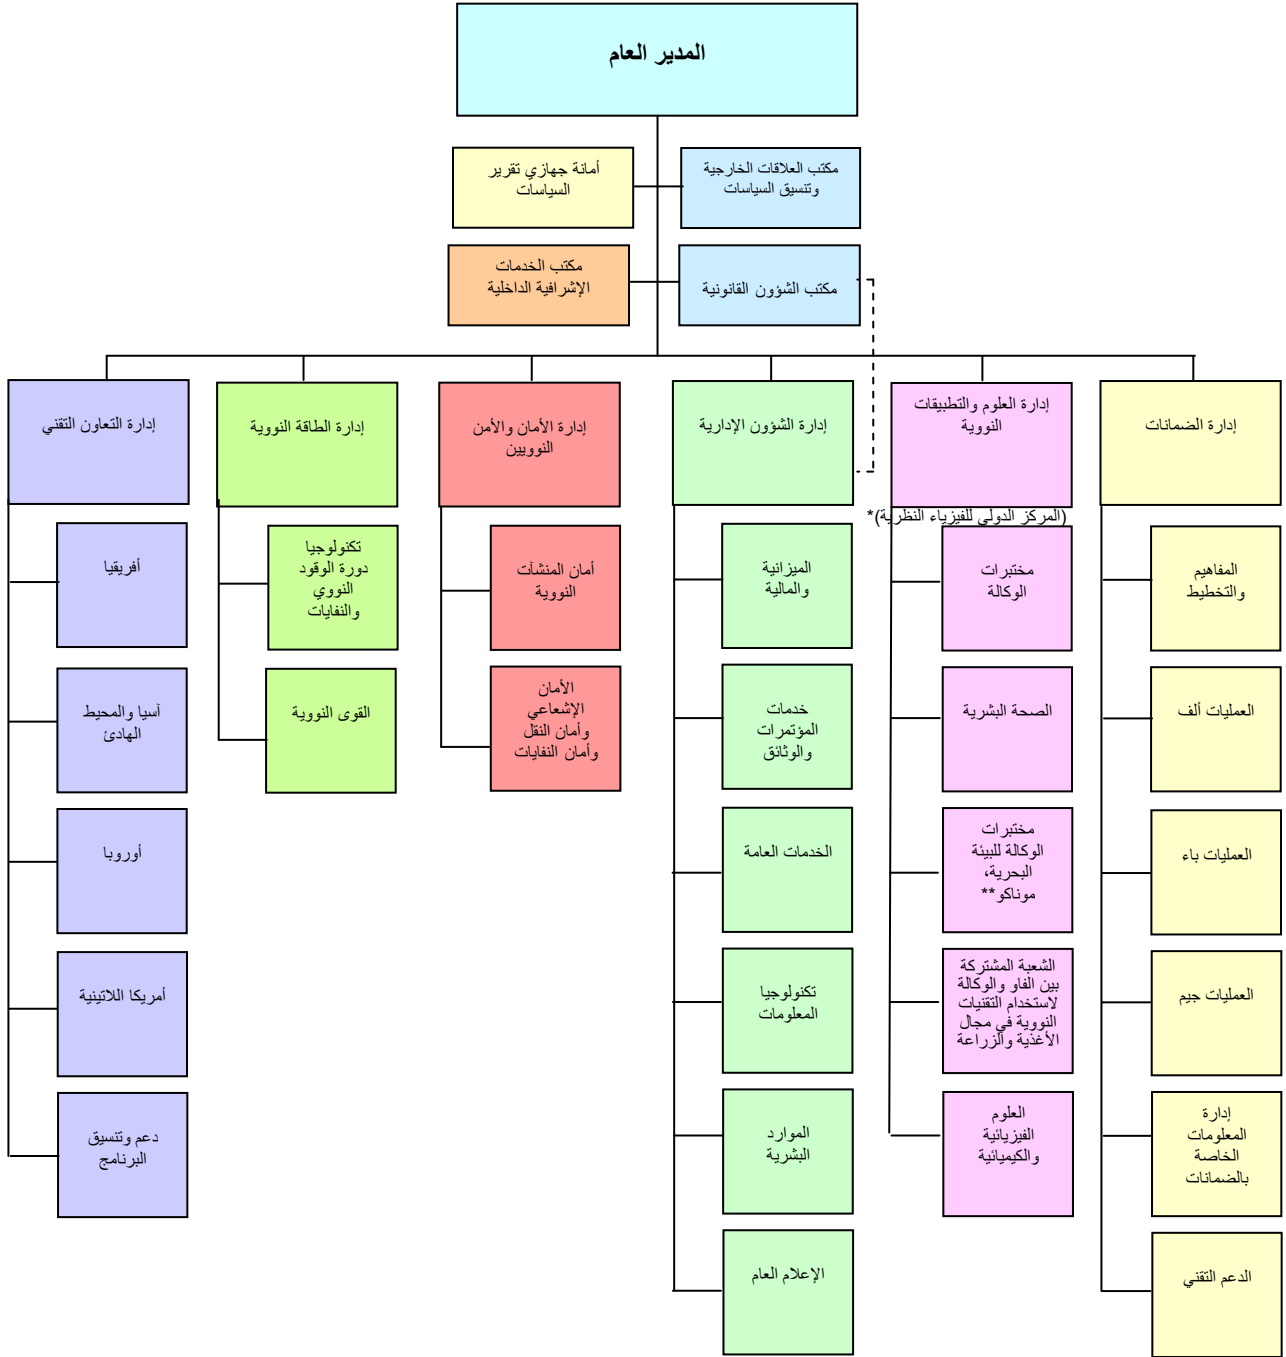 المدير العام
مكتب العلاقات الخارجية
وتنسيق السياسات
أمانة جهازي تقرير
السياسات
مكتب الشؤون القانونية
مكتب الخدمات
الإشرافية الداخلية
إدارة الضمانات
إدارة العلوم والتطبيقات
النووية
إدارة الشؤون الإدارية
إدارة الأمان والأمن
النوويين
إدارة الطاقة النووية
إدارة التعاون التقني
(المركز الدولي للفيزياء النظرية)*
المفاهيم
والتخطيط
العمليات ألف
العمليات باء
العمليات جيم
إدارة
المعلومات
الخاصة
بالضمانات
الدعم التقني
مختبرات
الوكالة
الصحة البشرية
مختبرات
الوكالة للبيئة
البحرية،
موناكو**
الشعبة المشتركة
بين الفاو والوكالة
لاستخدام التقنيات
النووية في مجال
الأغذية والزراعة
العلوم
الفيزيائية
والكيميائية
الميزانية
والمالية
خدمات
المؤتمرات
والوثائق
الخدمات العامة
تكنولوجيا
المعلومات
الموارد
البشرية
الإعلام العام
أمان المنشآت
النووية
الأمان
الإشعاعي
وأمان النقل
وأمان النفايات
تكنولوجيا
دورة الوقود
النووي
والنفايات
القوى النووية
أفريقيا
آسيا والمحيط
الهادئ
أوروبا
أمريكا اللاتينية
دعم وتنسيق
البرنامج